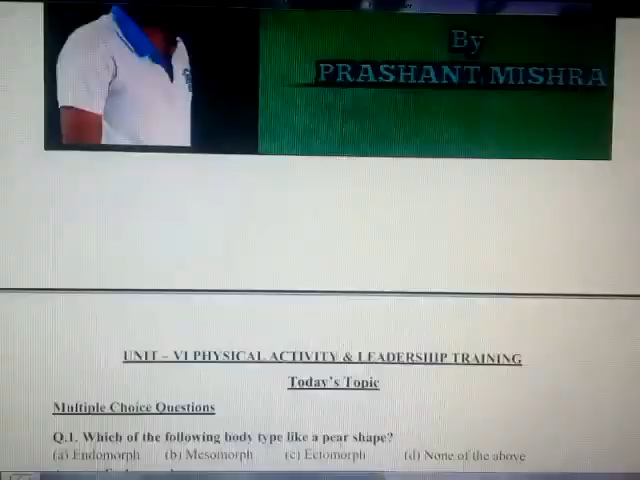 By
PRASHANT MISHRA
UNIT – VI PHYSICAL ACTIVITY & LEADERSHIP TRAINING
Today's Topic
Multiple Choice Questions
Q.1. Which of the following body type like a pear shape?
(a) Endomorph (b) Mesomorph (c) Ectomorph (d) None of the above